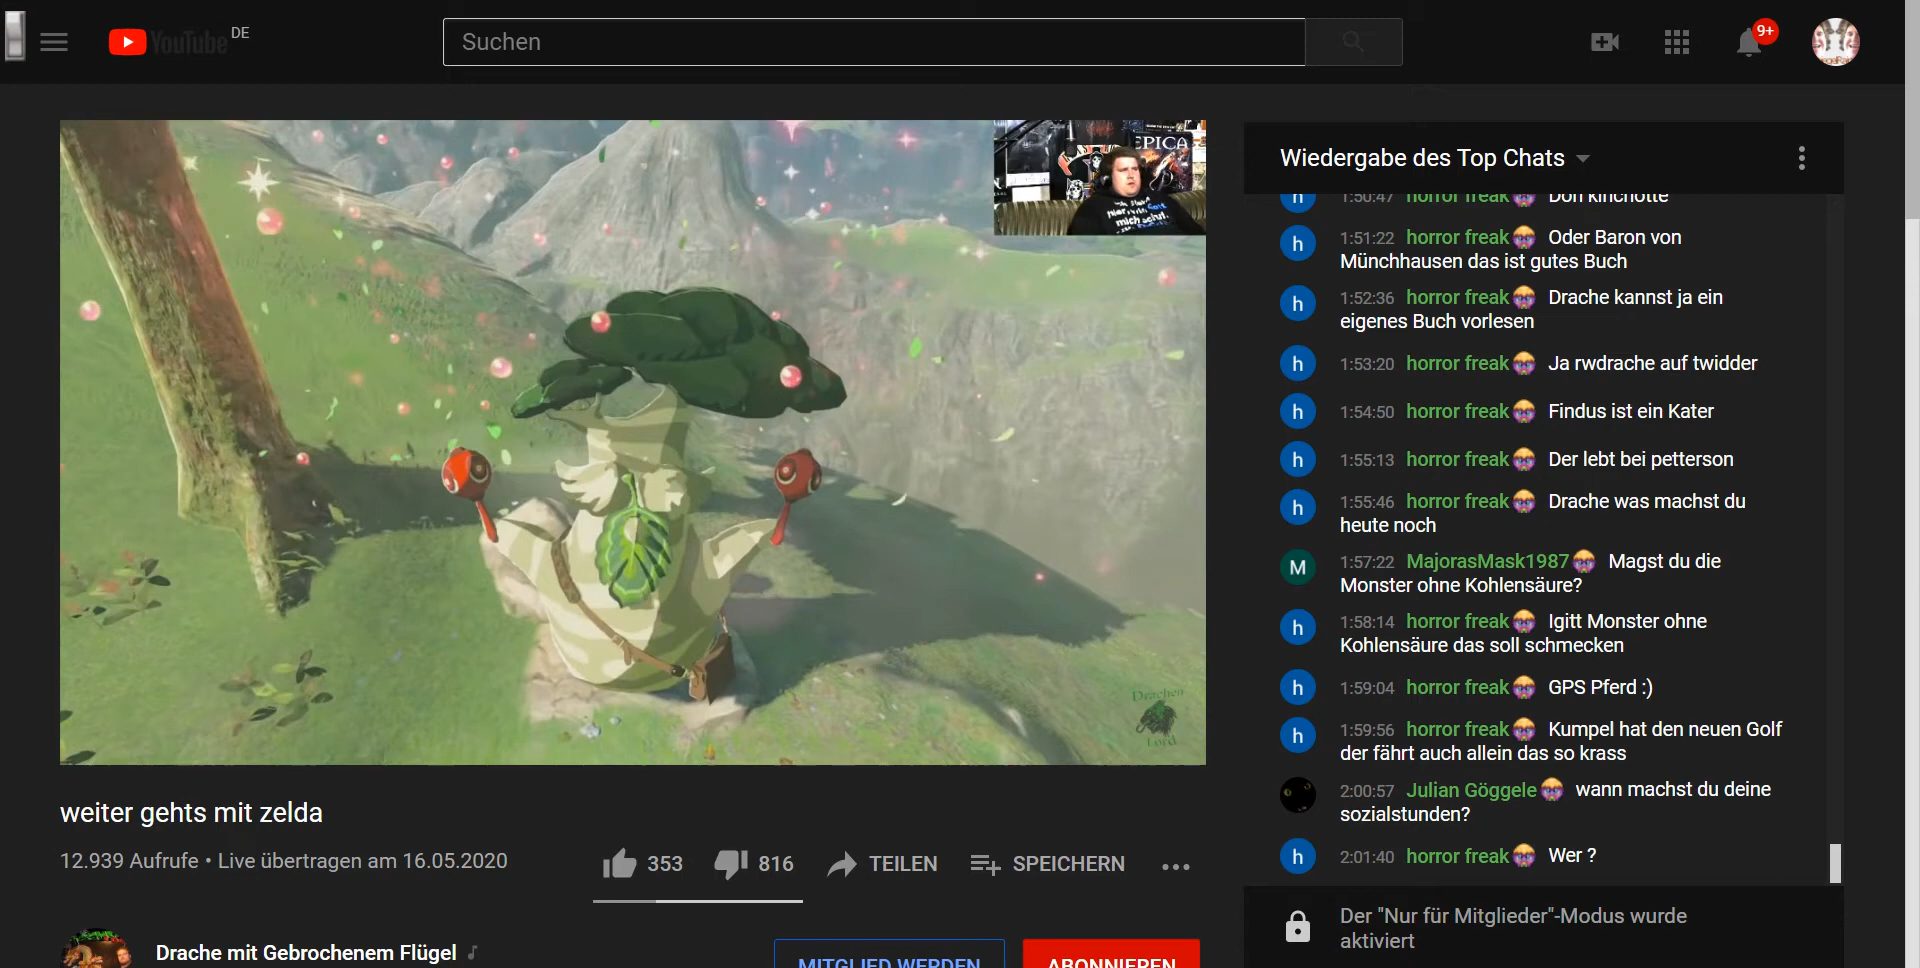 YouTube DE
Suchen
9+
EPICA
Drachen
Lord
weiter gehts mit zelda
12.939 Aufrufe • Live übertragen am 16.05.2020
353
816
TEILEN
SPEICHERN
Drache mit Gebrochenem Flügel
MITGLIED WERDEN
ABONNIEREN
Wiedergabe des Top Chats
h 1:50:47 horror freak Don kinchotte
h 1:51:22 horror freak Oder Baron von
Münchhausen das ist gutes Buch
h 1:52:36 horror freak Drache kannst ja ein
eigenes Buch vorlesen
h 1:53:20 horror freak Ja rwdrache auf twidder
h 1:54:50 horror freak Findus ist ein Kater
h 1:55:13 horror freak Der lebt bei petterson
h 1:55:46 horror freak Drache was machst du
heute noch
M 1:57:22 MajorasMask1987 Magst du die
Monster ohne Kohlensäure?
h 1:58:14 horror freak Igitt Monster ohne
Kohlensäure das soll schmecken
h 1:59:04 horror freak GPS Pferd :)
h 1:59:56 horror freak Kumpel hat den neuen Golf
der fährt auch allein das so krass
2:00:57 Julian Göggele wann machst du deine
sozialstunden?
h 2:01:40 horror freak Wer ?
Der "Nur für Mitglieder"-Modus wurde
aktiviert